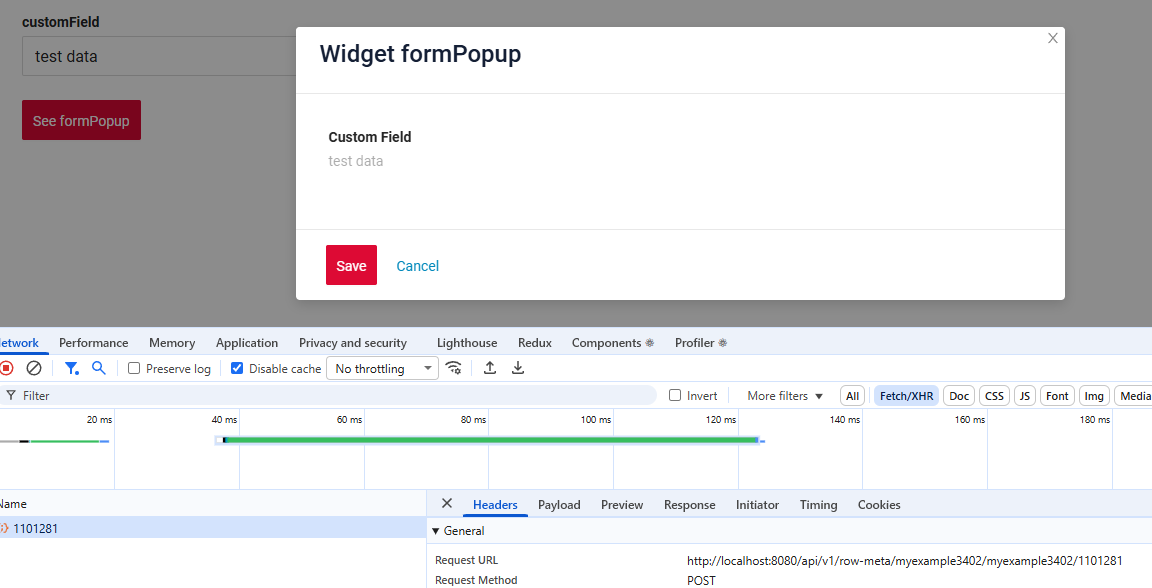 customField
test data
See formPopup
Widget formPopup
Custom Field
test data
Save Cancel
etwork Performance Memory Application Privacy and security Lighthouse Redux Components Profiler
Preserve log Disable cache No throttling
Filter Invert More filters All Fetch/XHR Doc CSS JS Font Img Media
20 ms 40 ms 60 ms 80 ms 100 ms 120 ms 140 ms 160 ms 180 ms
Name Headers Payload Preview Response Initiator Timing Cookies
1101281 General
Request URL http://localhost:8080/api/v1/row-meta/myexample3402/myexample3402/1101281
Request Method POST